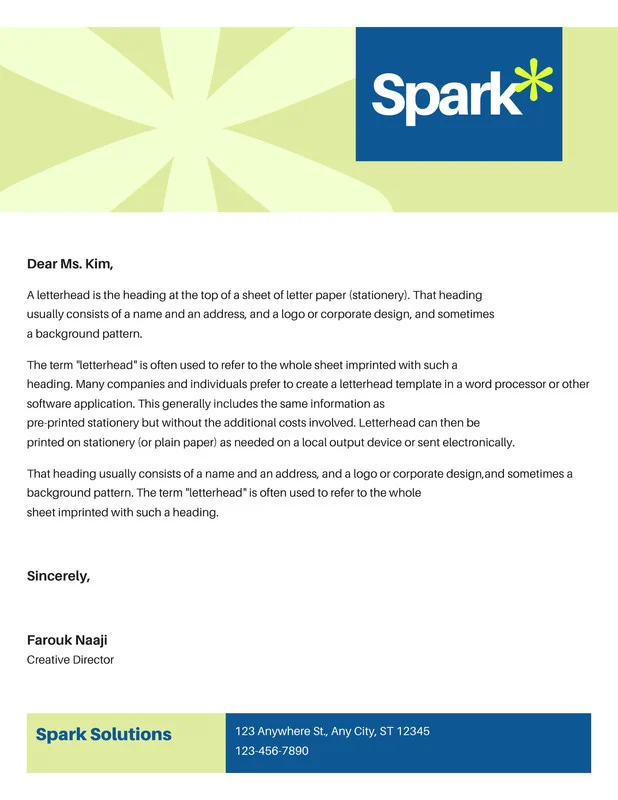 Spark*
Dear Ms. Kim,
A letterhead is the heading at the top of a sheet of letter paper (stationery). That heading
usually consists of a name and an address, and a logo or corporate design, and sometimes
a background pattern.
The term "letterhead" is often used to refer to the whole sheet imprinted with such a
heading. Many companies and individuals prefer to create a letterhead template in a word processor or other
software application. This generally includes the same information as
pre-printed stationery but without the additional costs involved. Letterhead can then be
printed on stationery (or plain paper) as needed on a local output device or sent electronically.
That heading usually consists of a name and an address, and a logo or corporate design,and sometimes a
background pattern. The term "letterhead" is often used to refer to the whole
sheet imprinted with such a heading.
Sincerely,
Farouk Naaji
Creative Director
Spark Solutions
123 Anywhere St., Any City, ST 12345
123-456-7890